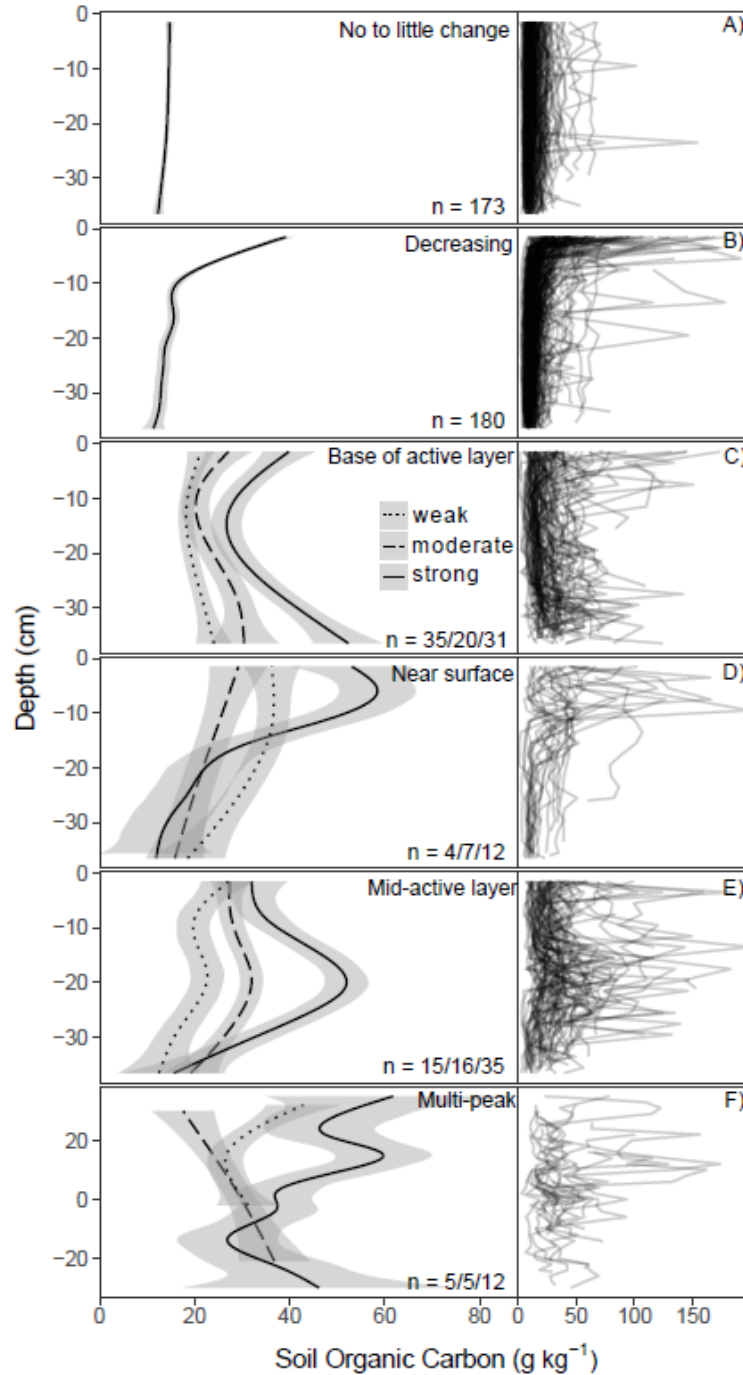 0
No to little change
A)
−10
−20
−30
n = 173
0
Decreasing
B)
−10
−20
−30
n = 180
0
Base of active layer
C)
−10
weak
moderate
−20
strong
−30
n = 35/20/31
Depth (cm)
0
Near surface
D)
−10
−20
−30
n = 4/7/12
0
Mid-active layer
E)
−10
−20
−30
n = 15/16/35
Multi-peak
F)
20
0
−20
n = 5/5/12
0 20 40 60 80 0 50 100 150
Soil Organic Carbon (g kg⁻¹)